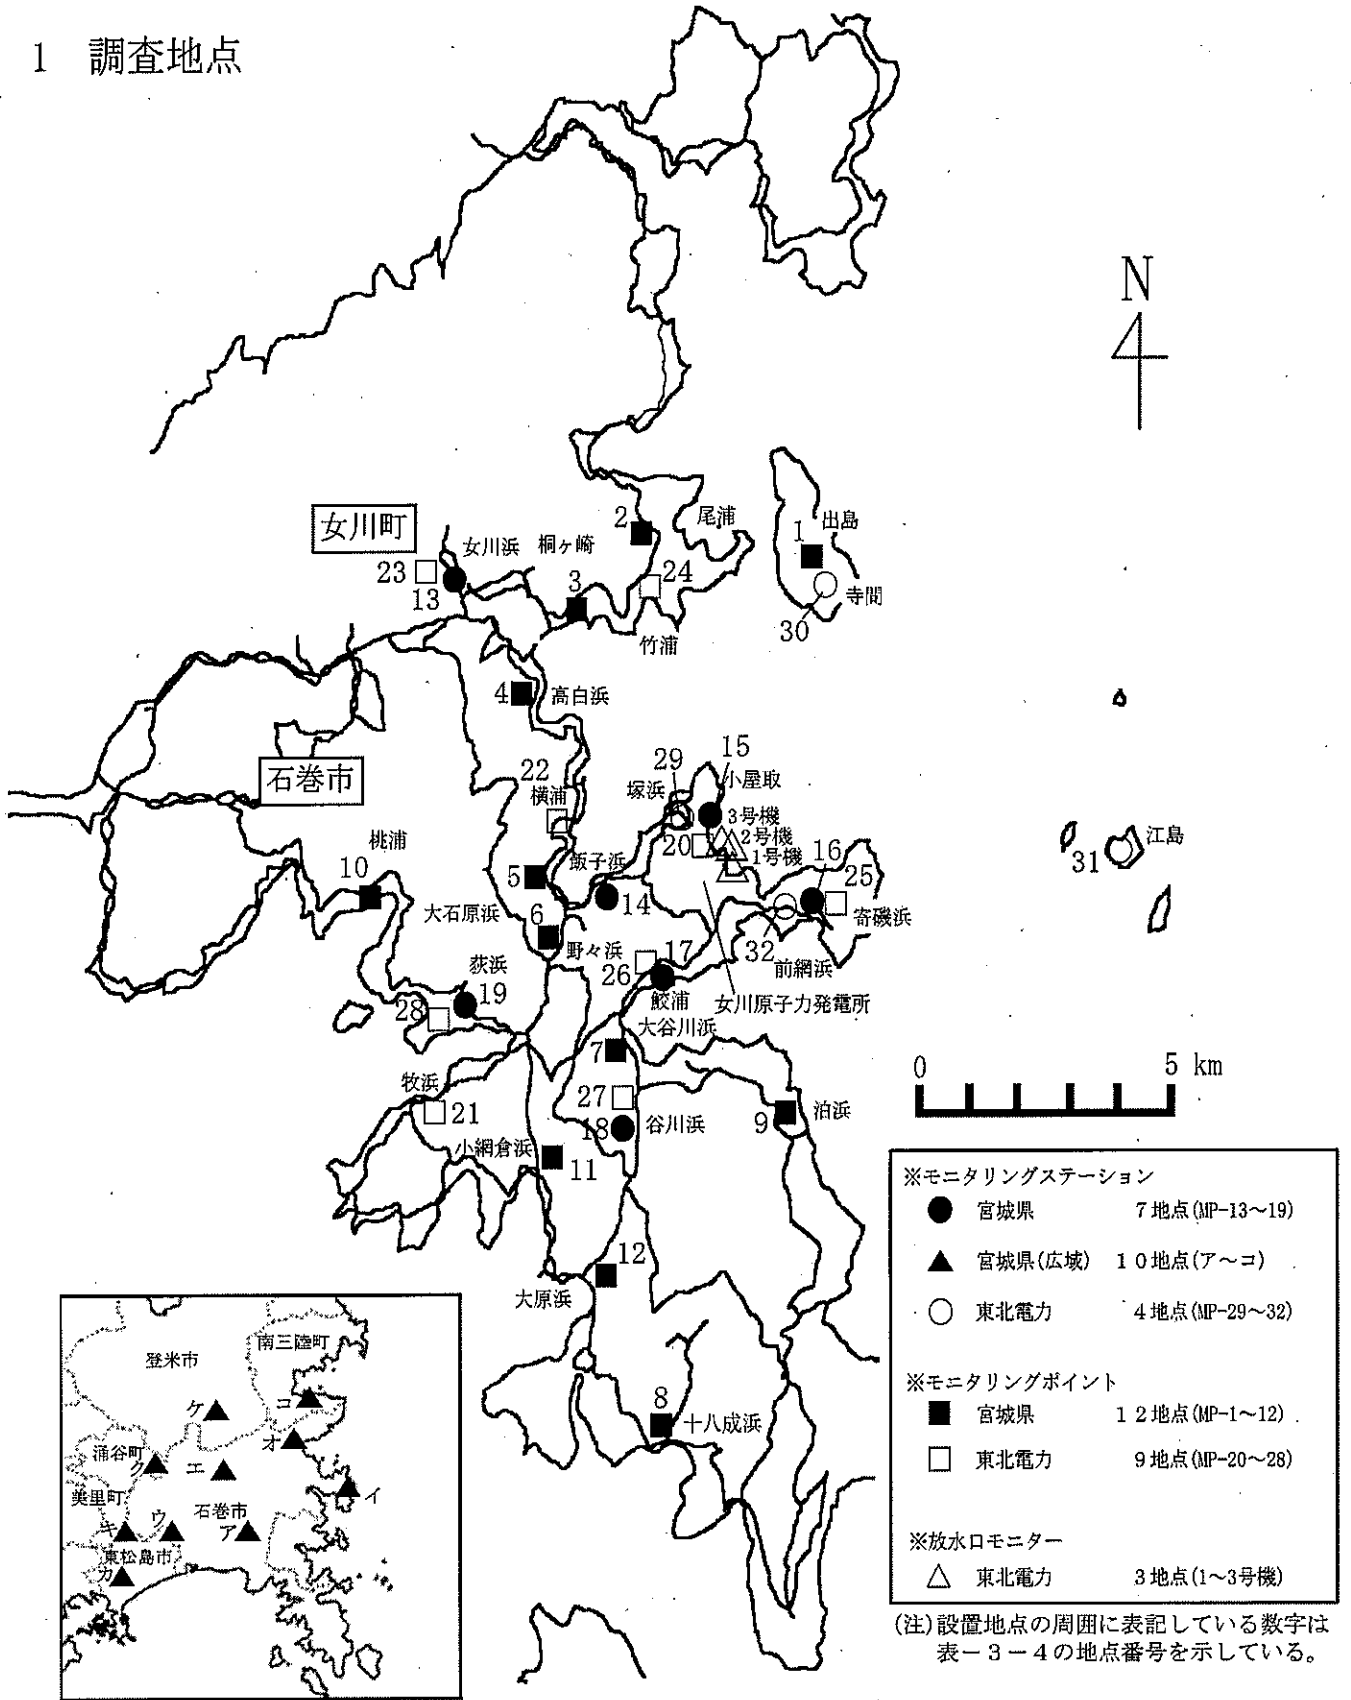 1 調査地点
N
女川町
女川浜
桐ヶ崎
尾浦
出島
寺間
竹浦
高白浜
石巻市
横浦
塚浜
小屋取
3号機
2号機
1号機
飯子浜
桃浦
大石原浜
野々浜
寄磯浜
前網浜
江島
荻浜
鮫浦
女川原子力発電所
大谷川浜
牧浜
谷川浜
泊浜
小網倉浜
大原浜
十八成浜
1
2
3
4
5
6
7
8
9
10
11
12
13
14
15
16
17
18
19
20
21
22
23
24
25
26
27
28
29
30
31
32
0 5 km
※モニタリングステーション
宮城県 7地点(MP-13~19)
宮城県(広域) 10地点(ア~コ)
東北電力 4地点(MP-29~32)
※モニタリングポイント
宮城県 12地点(MP-1~12)
東北電力 9地点(MP-20~28)
※放水口モニター
東北電力 3地点(1~3号機)
(注)設置地点の周囲に表記している数字は
表-3-4の地点番号を示している。
南三陸町
登米市
涌谷町
美里町
石巻市
東松島市
ア
イ
ウ
エ
オ
カ
キ
ク
ケ
コ